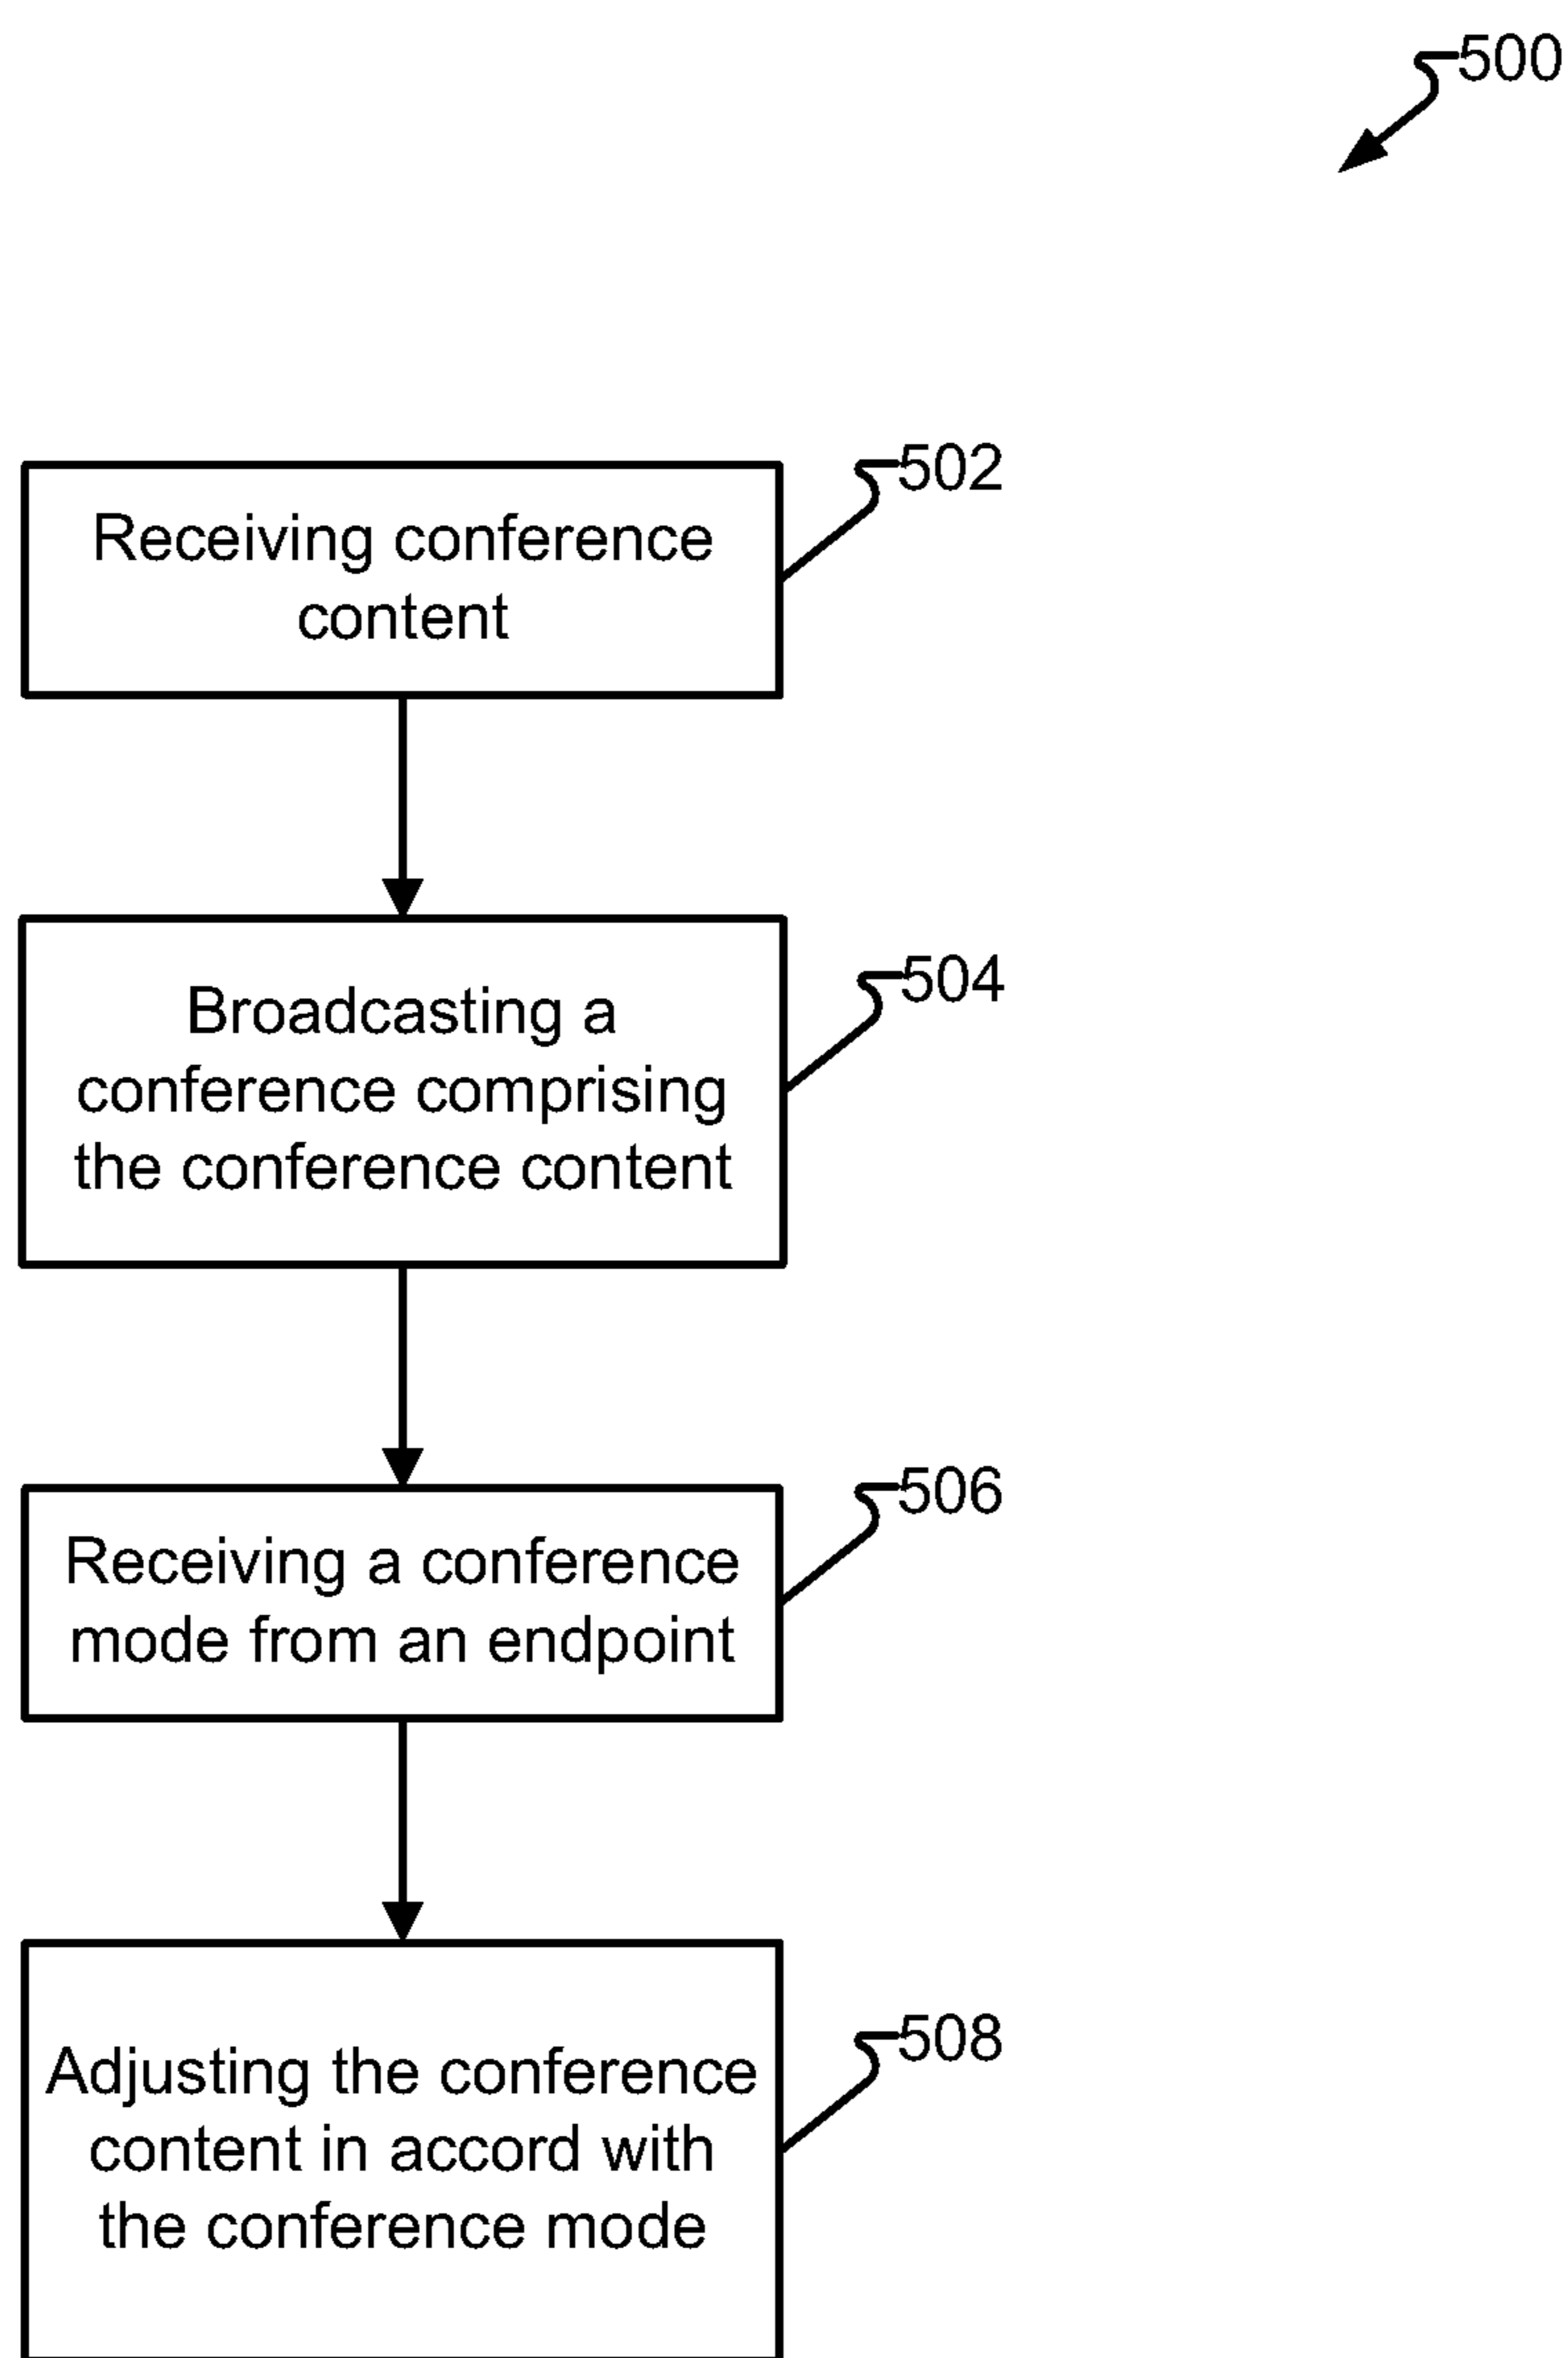 500
502
Receiving conference
content
504
Broadcasting a
conference comprising
the conference content
506
Receiving a conference
mode from an endpoint
508
Adjusting the conference
content in accord with
the conference mode